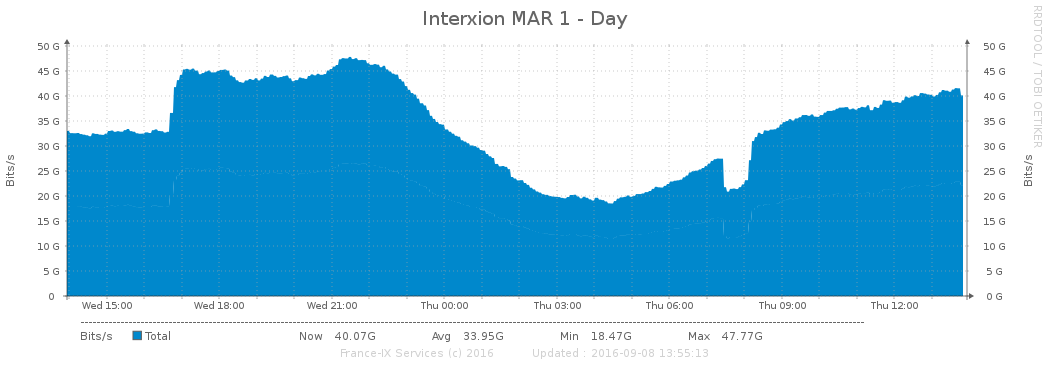 Interxion MAR 1 - Day
RRDTOOL / TOBI OETIKER
Bits/s
50 G 50 G
45 G 45 G
40 G 40 G
35 G 35 G
30 G 30 G
25 G 25 G
20 G 20 G
15 G 15 G
10 G 10 G
5 G 5 G
0 0 G
Bits/s
Wed 15:00 Wed 18:00 Wed 21:00 Thu 00:00 Thu 03:00 Thu 06:00 Thu 09:00 Thu 12:00
Bits/s Total Now 40.07G Avg 33.95G Min 18.47G Max 47.77G
France-IX Services (c) 2016 Updated : 2016-09-08 13:55:13